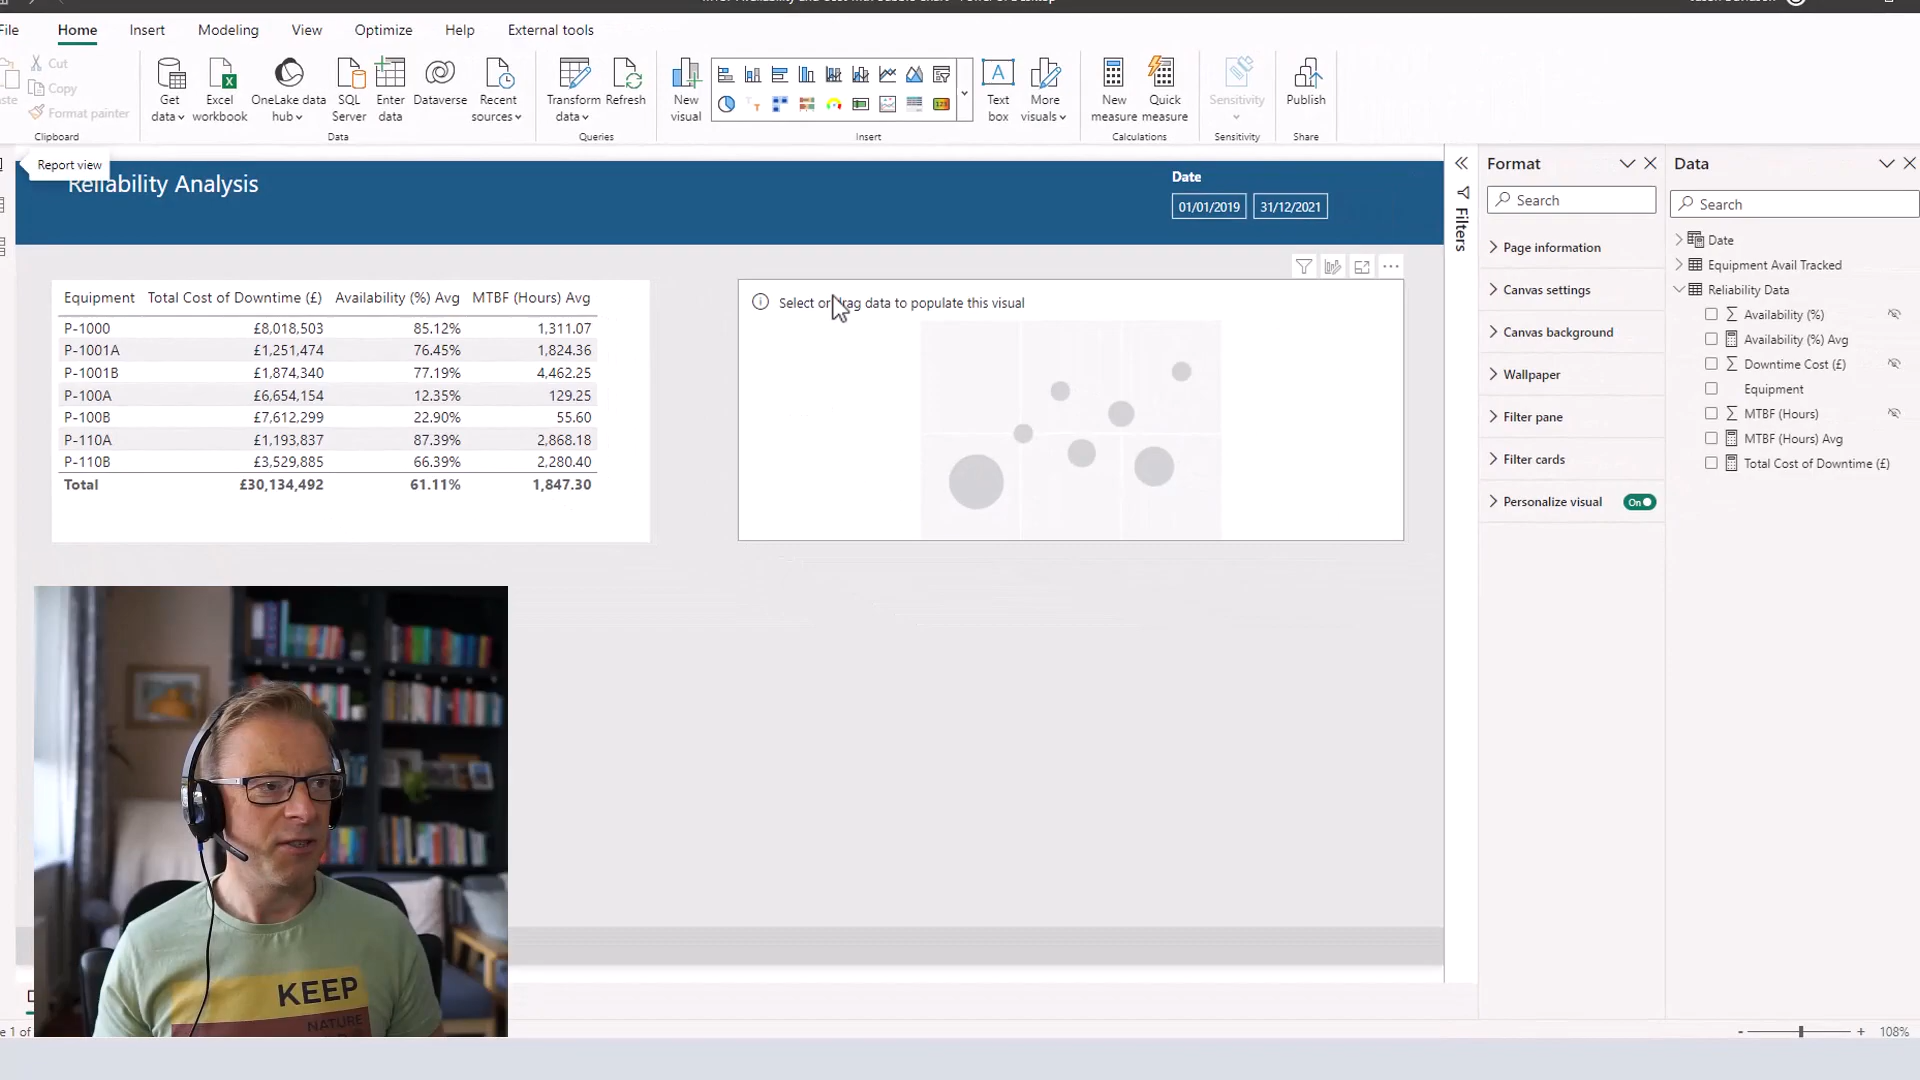 File Home Insert Modeling View Optimize Help External tools
Cut
Copy
Format painter
Clipboard
Get data
Excel workbook
OneLake data hub
SQL Server
Enter data
Dataverse
Recent sources
Data
Transform data
Refresh
Queries
New visual
Text box
More visuals
Insert
New measure
Quick measure
Calculations
Sensitivity
Sensitivity
Publish
Share
Report view
Reliability Analysis
Date
01/01/2019 31/12/2021
Equipment Total Cost of Downtime (£) Availability (%) Avg MTBF (Hours) Avg
P-1000 £8,018,503 85.12% 1,311.07
P-1001A £1,251,474 76.45% 1,824.36
P-1001B £1,874,340 77.19% 4,462.25
P-100A £6,654,154 12.35% 129.25
P-100B £7,612,299 22.90% 55.60
P-110A £1,193,837 87.39% 2,868.18
P-110B £3,529,885 66.39% 2,280.40
Total £30,134,492 61.11% 1,847.30
Select or drag data to populate this visual
Filters
Format
Search
Page information
Canvas settings
Canvas background
Wallpaper
Filter pane
Filter cards
Personalize visual On
Data
Search
Date
Equipment Avail Tracked
Reliability Data
Availability (%)
Availability (%) Avg
Downtime Cost (£)
Equipment
MTBF (Hours)
MTBF (Hours) Avg
Total Cost of Downtime (£)
KEEP
NATURE
108%